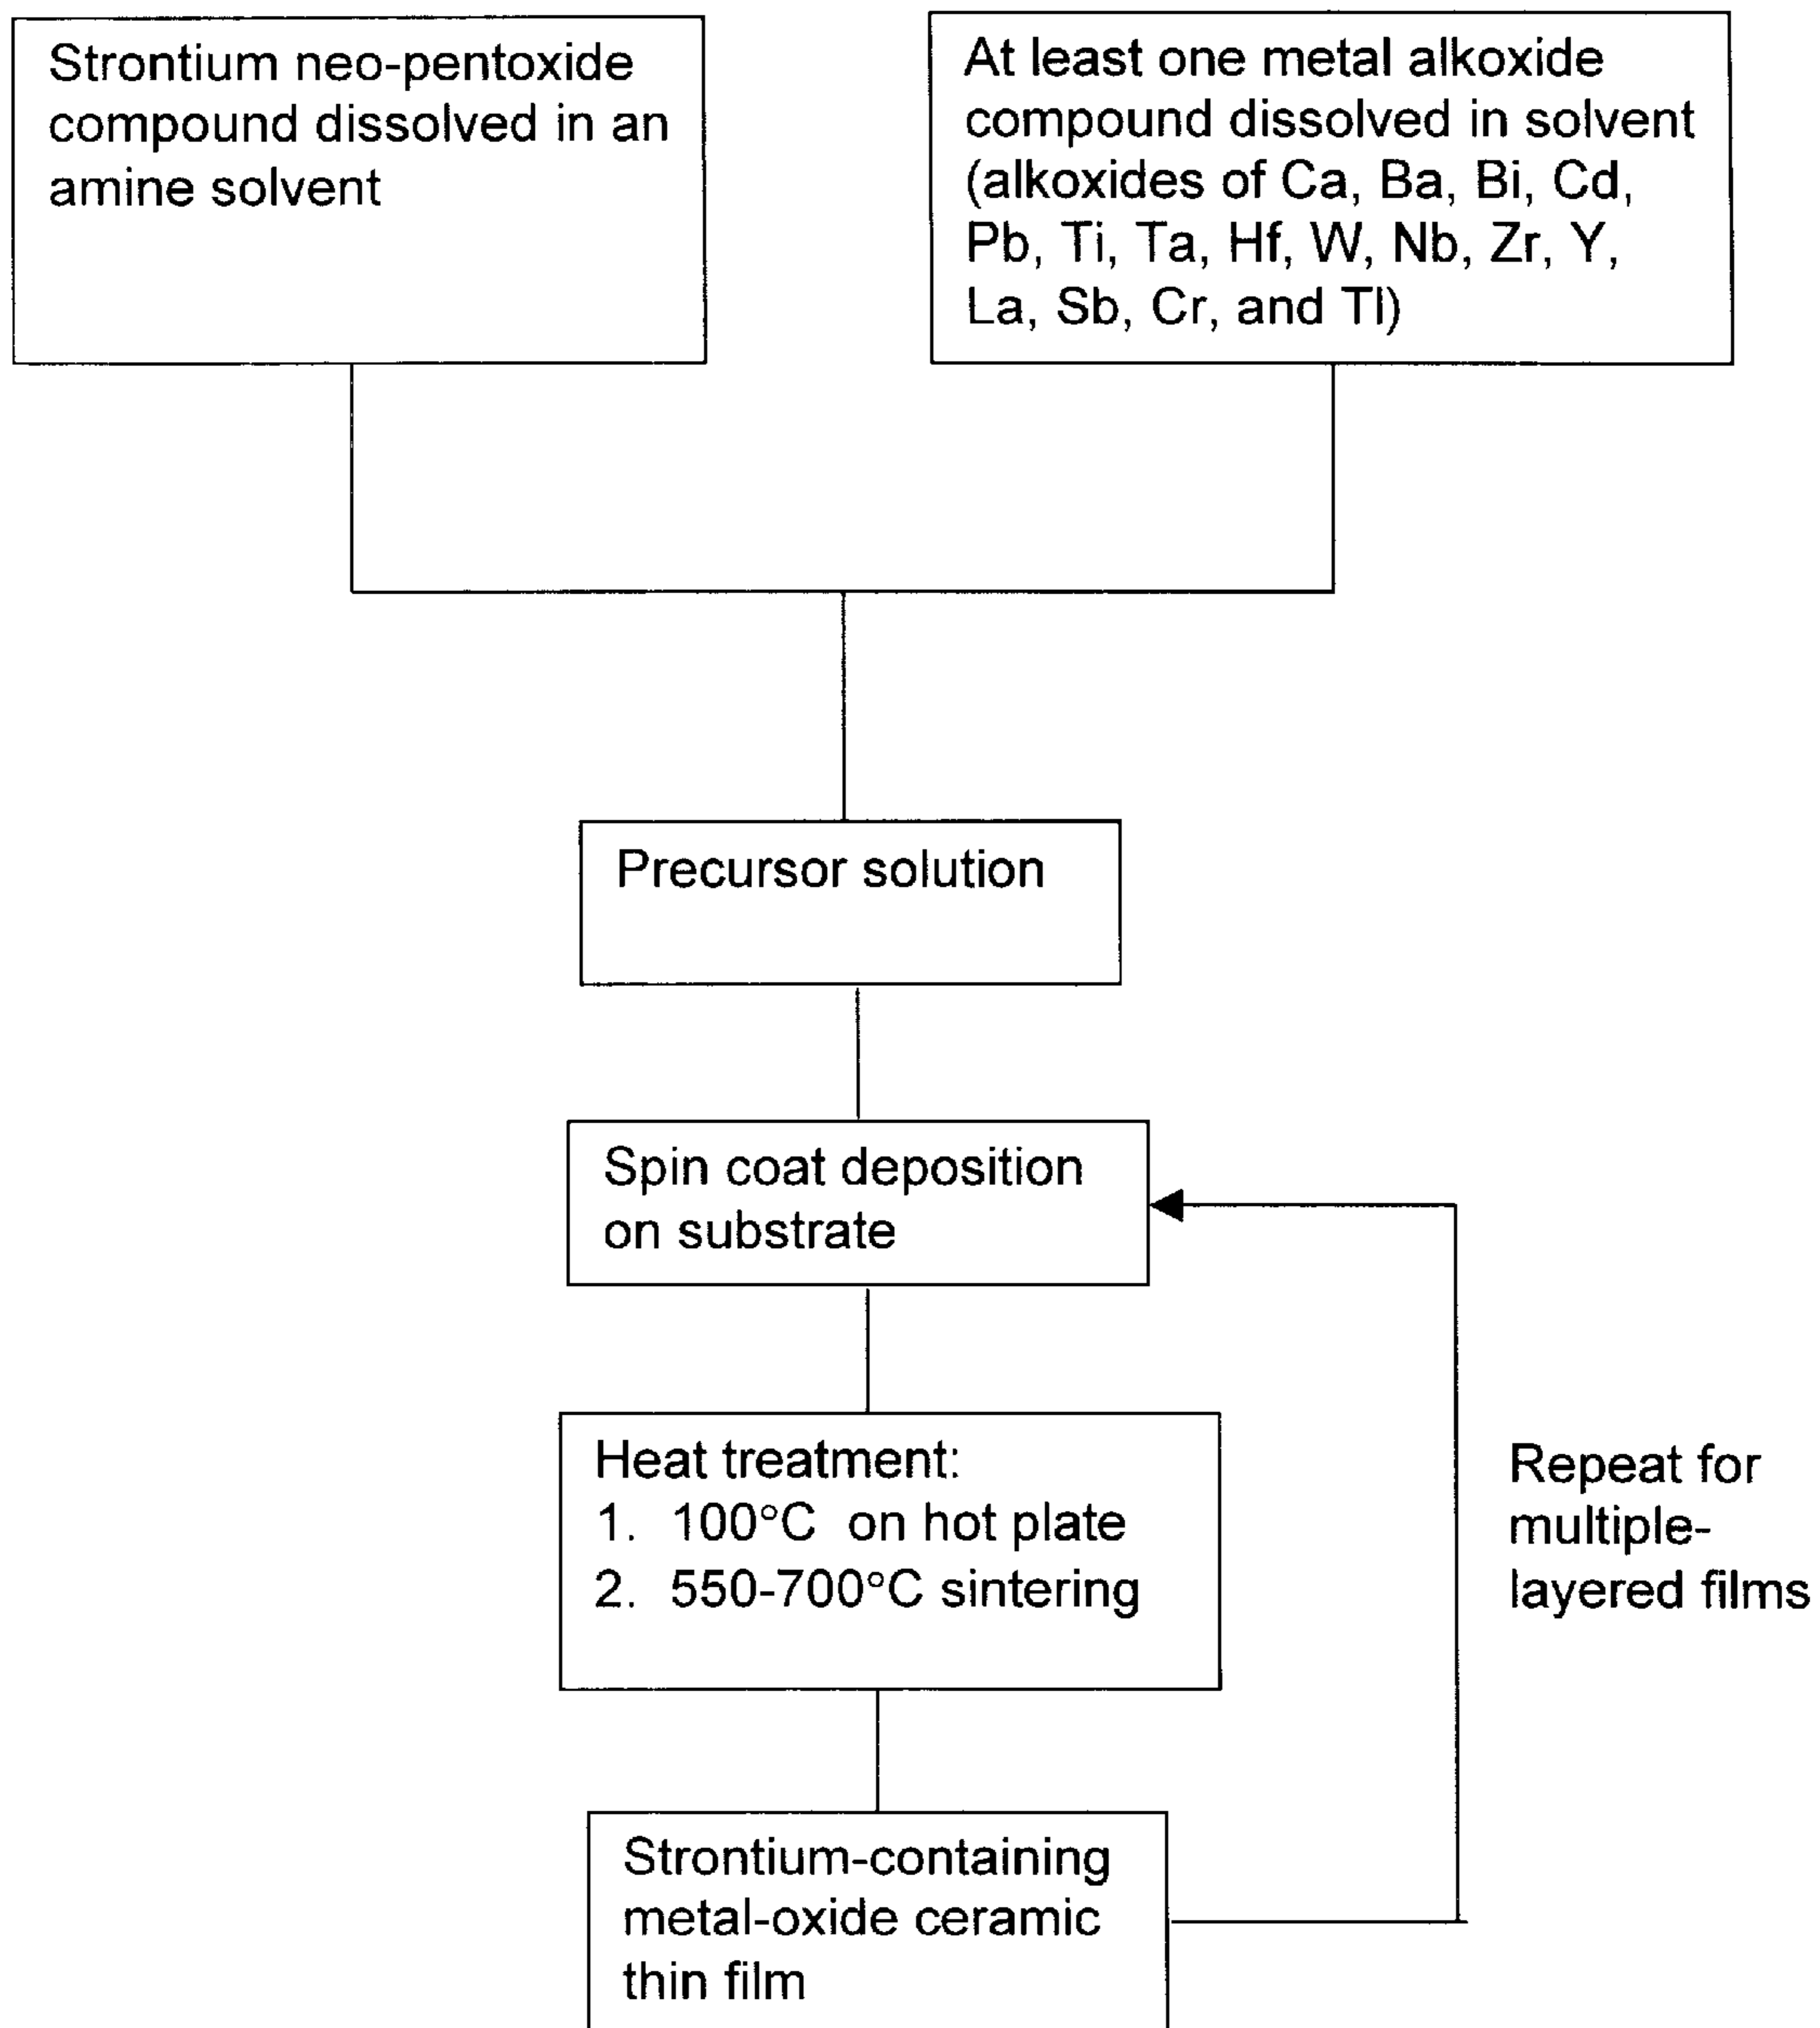 Strontium neo-pentoxide
compound dissolved in an
amine solvent
At least one metal alkoxide
compound dissolved in solvent
(alkoxides of Ca, Ba, Bi, Cd,
Pb, Ti, Ta, Hf, W, Nb, Zr, Y,
La, Sb, Cr, and Tl)
Precursor solution
Spin coat deposition
on substrate
Heat treatment:
1. 100°C on hot plate
2. 550-700°C sintering
Repeat for
multiple-
layered films
Strontium-containing
metal-oxide ceramic
thin film